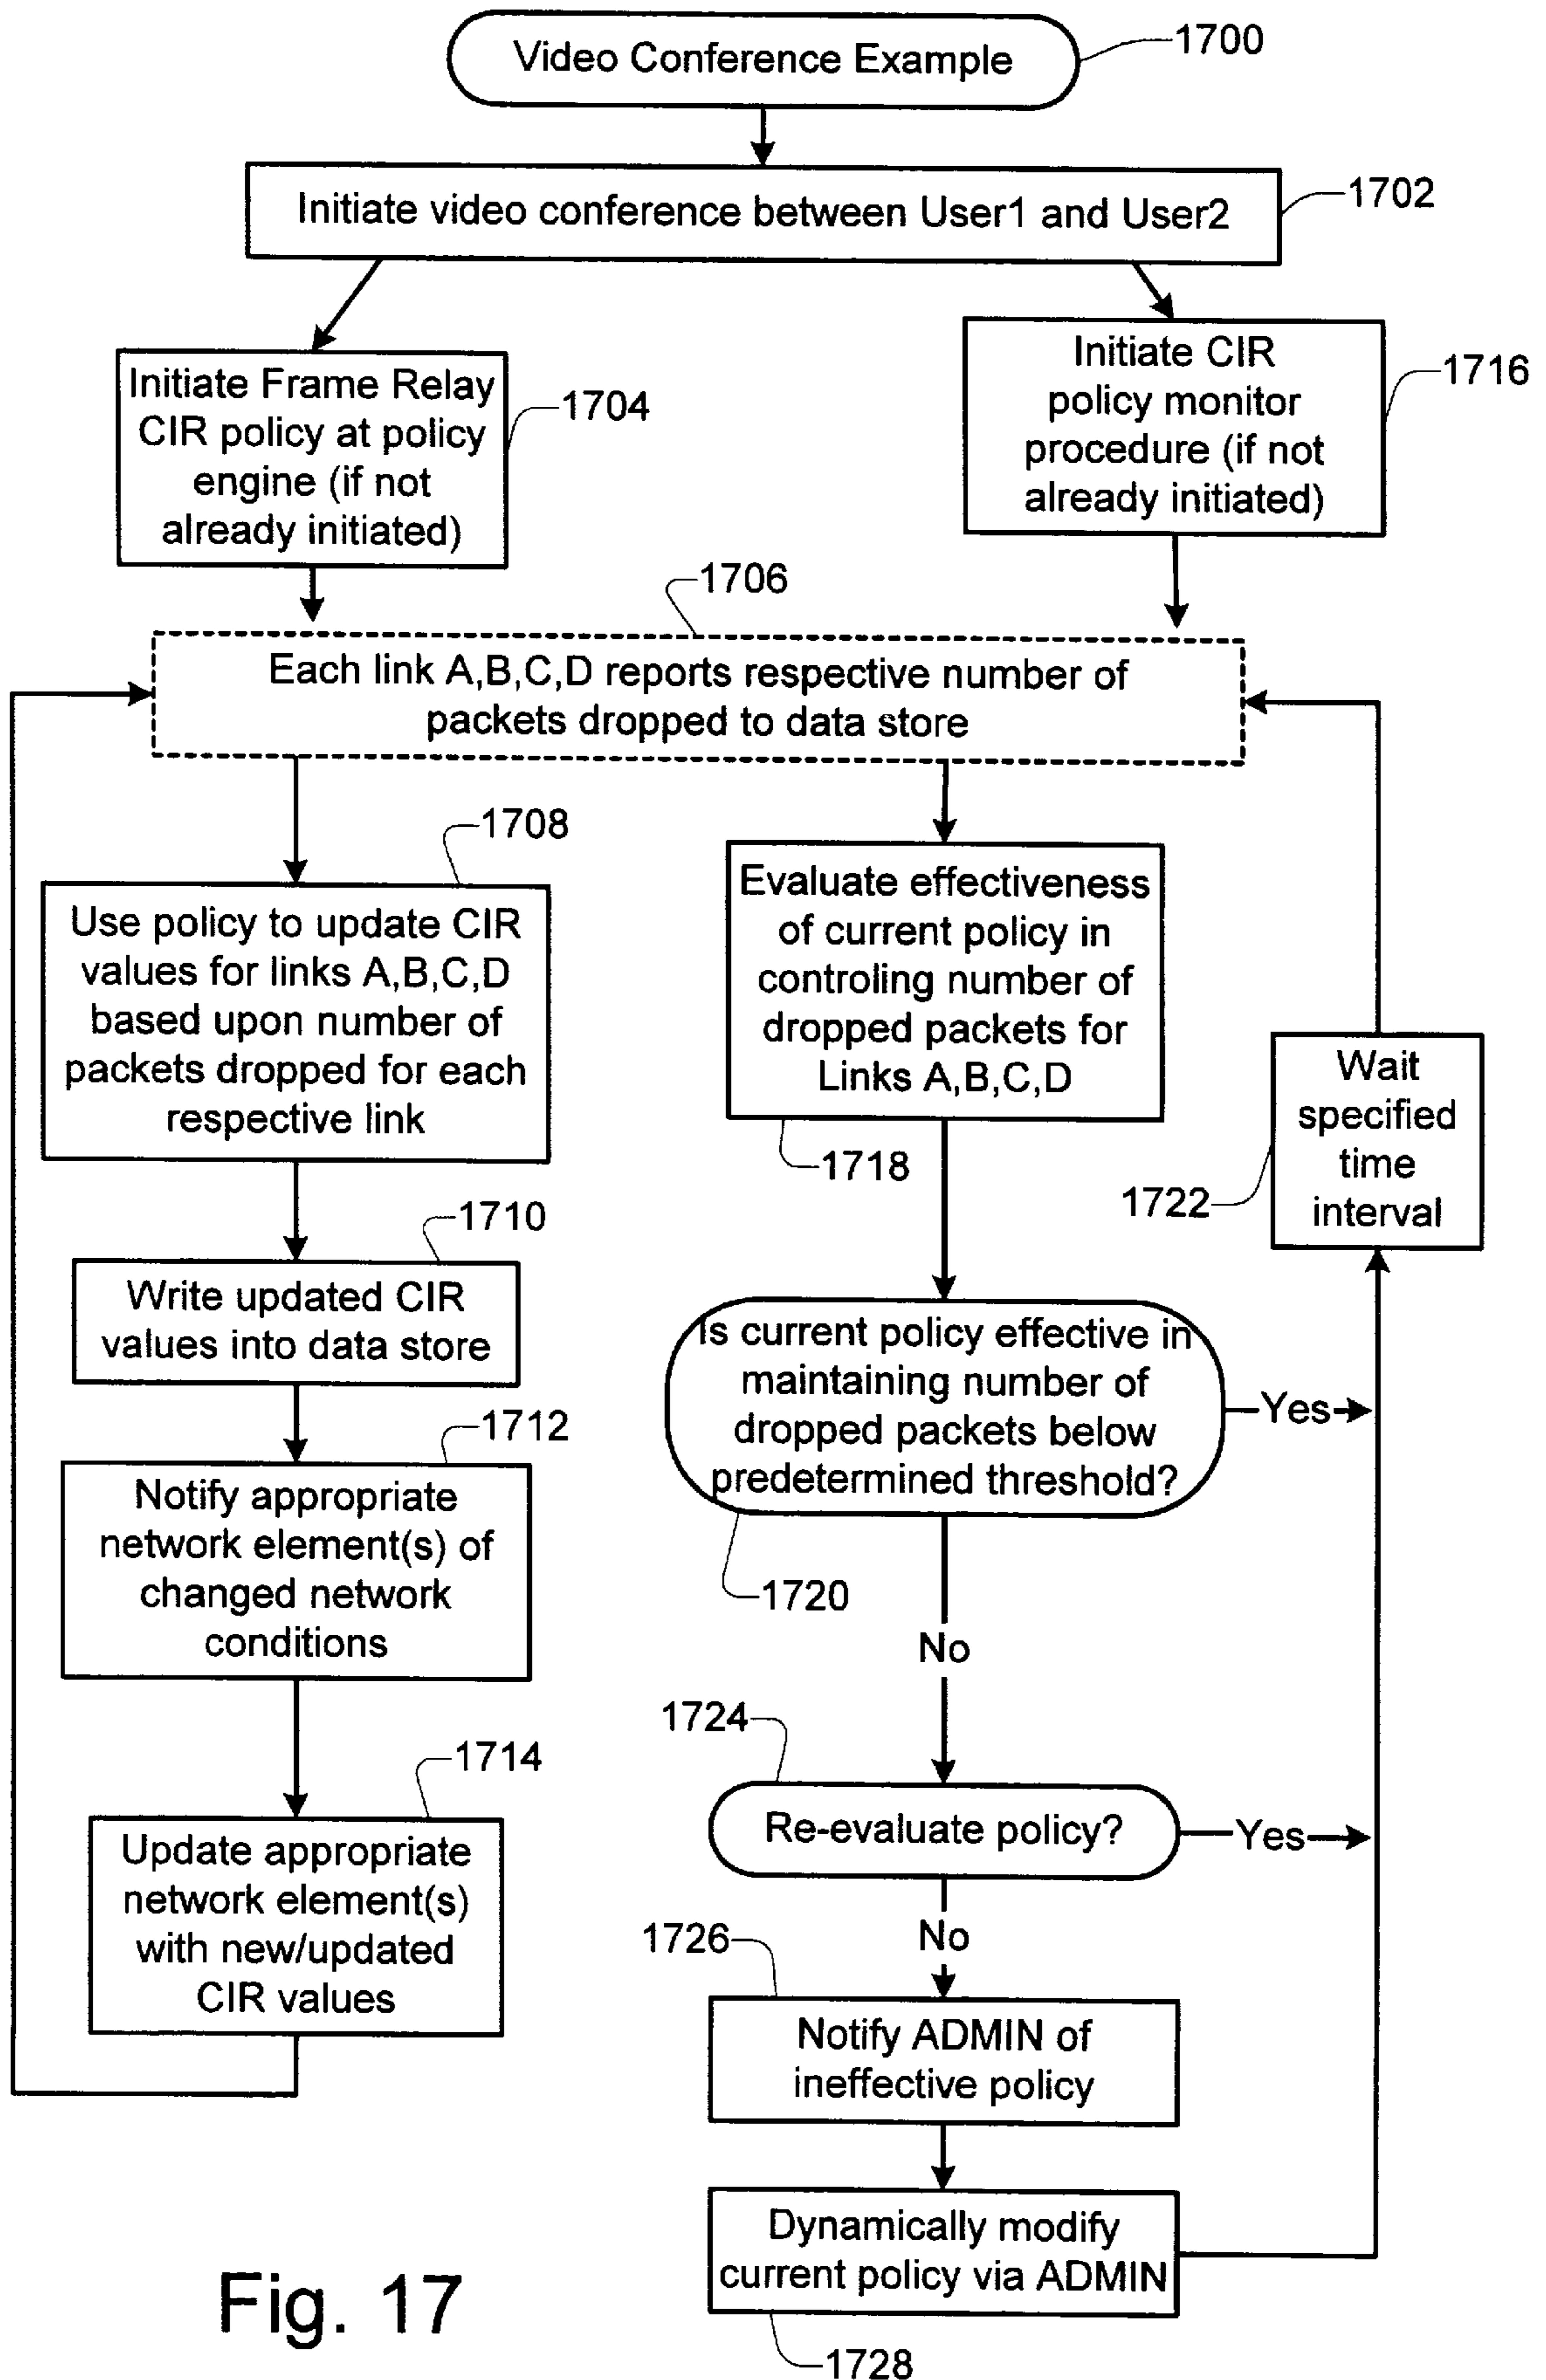 Video Conference Example
1700
Initiate video conference between User1 and User2
1702
Initiate Frame Relay
CIR policy at policy
engine (if not
already initiated)
1704
Initiate CIR
policy monitor
procedure (if not
already initiated)
1716
1706
Each link A,B,C,D reports respective number of
packets dropped to data store
1708
Use policy to update CIR
values for links A,B,C,D
based upon number of
packets dropped for each
respective link
1710
Write updated CIR
values into data store
1712
Notify appropriate
network element(s) of
changed network
conditions
1714
Update appropriate
network element(s)
with new/updated
CIR values
Evaluate effectiveness
of current policy in
controling number of
dropped packets for
Links A,B,C,D
1718
Wait
specified
time
interval
1722
Is current policy effective in
maintaining number of
dropped packets below
predetermined threshold?
Yes
1720
No
1724
Re-evaluate policy?
Yes
No
1726
Notify ADMIN of
ineffective policy
Dynamically modify
current policy via ADMIN
1728
Fig. 17